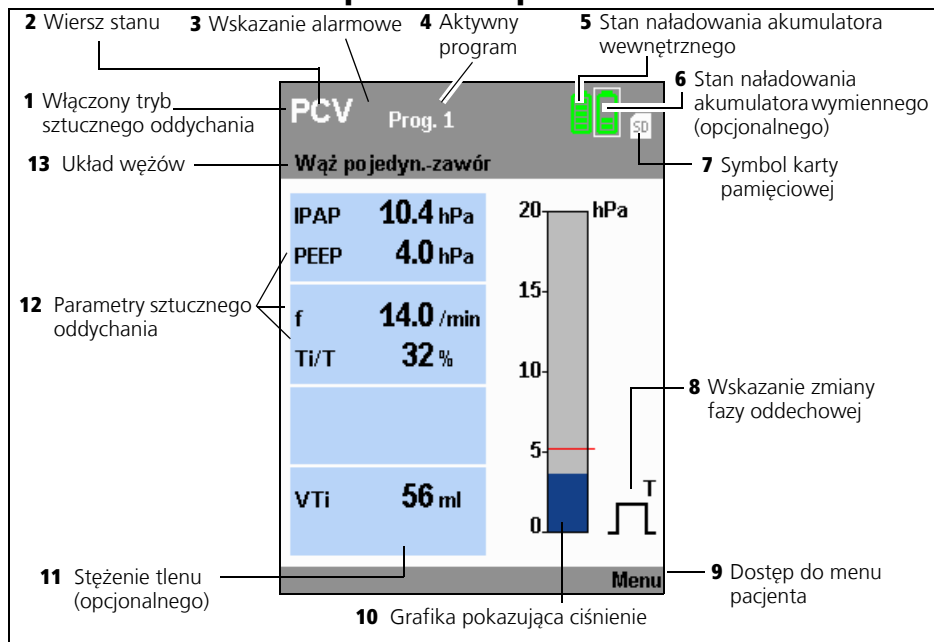 2 Wiersz stanu
3 Wskazanie alarmowe
4 Aktywny
program
5 Stan naładowania akumulatora
wewnętrznego
6 Stan naładowania
akumulatora wymiennego
(opcjonalnego)
1 Włączony tryb
sztucznego oddychania
PCV
Prog. 1
SD
7 Symbol karty
pamięciowej
13 Układ wężów
Wąż pojedyn.-zawór
IPAP 10.4 hPa
PEEP 4.0 hPa
f 14.0 /min
Ti/T 32 %
VTi 56 ml
20 hPa
15
10
5
0
T
12 Parametry sztucznego
oddychania
8 Wskazanie zmiany
fazy oddechowej
Menu
11 Stężenie tlenu
(opcjonalnego)
9 Dostęp do menu
pacjenta
10 Grafika pokazująca ciśnienie